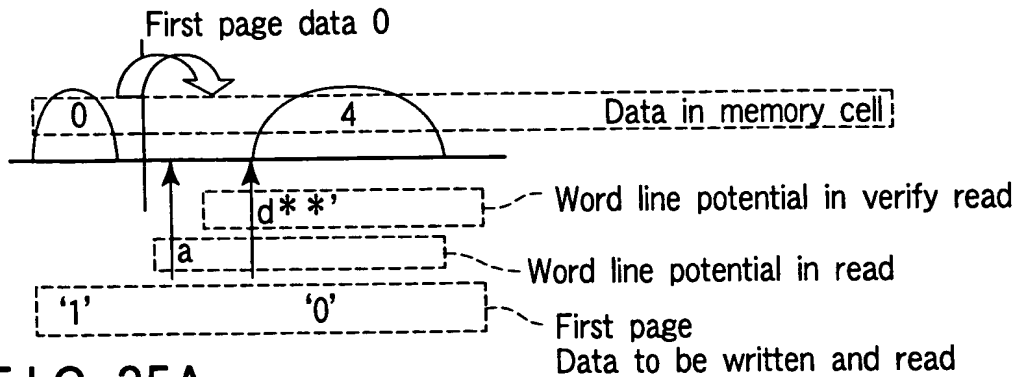 First page data 0
0 4 Data in memory cell
d**' Word line potential in verify read
a Word line potential in read
'1' '0' First page
Data to be written and read